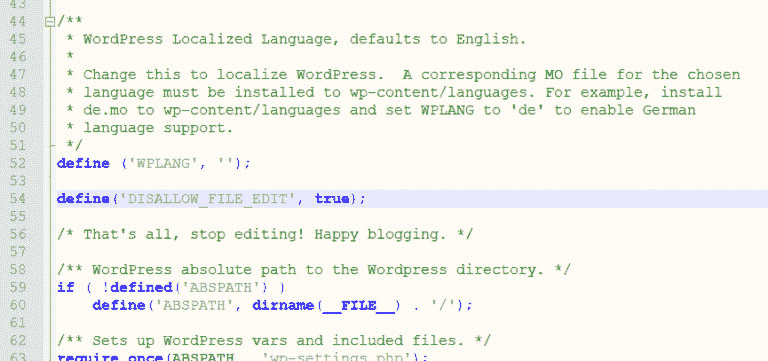 43
44 /**
45 * WordPress Localized Language, defaults to English.
46 *
47 * Change this to localize WordPress. A corresponding MO file for the chosen
48 * language must be installed to wp-content/languages. For example, install
49 * de.mo to wp-content/languages and set WPLANG to 'de' to enable German
50 * language support.
51 */
52 define ('WPLANG', '');
53
54 define('DISALLOW_FILE_EDIT', true);
55
56 /* That's all, stop editing! Happy blogging. */
57
58 /** WordPress absolute path to the Wordpress directory. */
59 if ( !defined('ABSPATH') )
60 define('ABSPATH', dirname(__FILE__) . '/');
61
62 /** Sets up WordPress vars and included files. */
63 require_once(ABSPATH . 'wp-settings.php');